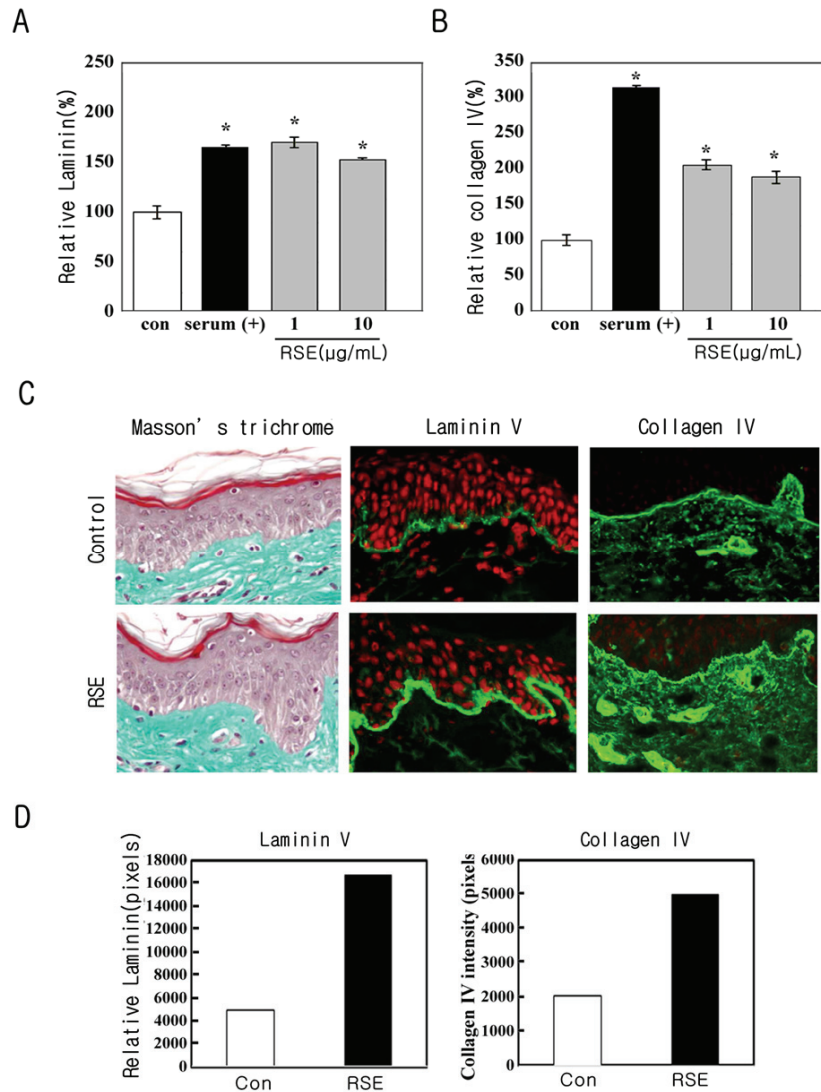 A
Relative Laminin(%)
250
200
150
100
50
0
*
*
*
con serum (+) 1 10
RSE(µg/mL)
B
Relative collagen IV(%)
350
300
250
200
150
100
50
0
*
*
*
con serum (+) 1 10
RSE(µg/mL)
C
Masson's trichrome Laminin V Collagen IV
Control
RSE
D
Laminin V
Relative Laminin(pixels)
18000
16000
14000
12000
10000
8000
6000
4000
2000
0
Con RSE
Collagen IV
Collagen IV intensity (pixels
6000
5000
4000
3000
2000
1000
0
Con RSE